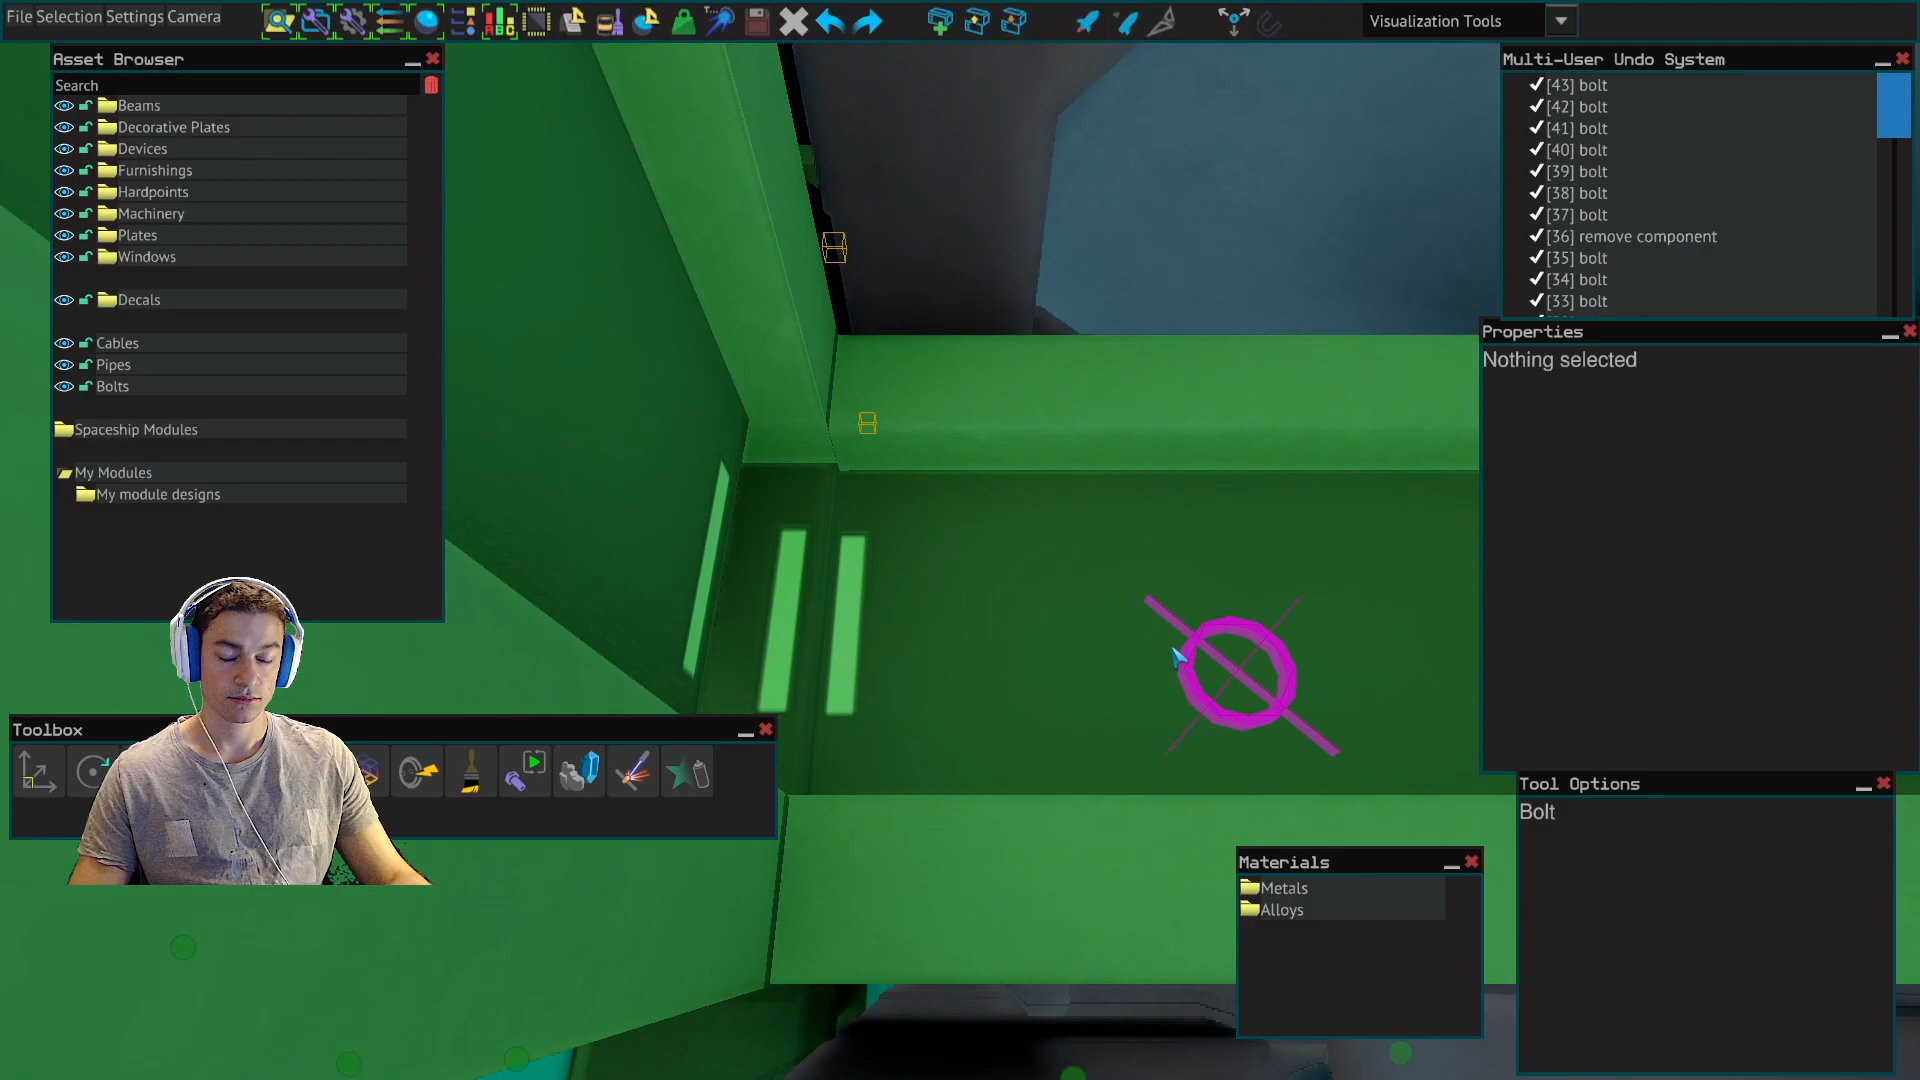 File Selection Settings Camera
ABC
Visualization Tools
Asset Browser
Search
Beams
Decorative Plates
Devices
Furnishings
Hardpoints
Machinery
Plates
Windows
Decals
Cables
Pipes
Bolts
Spaceship Modules
My Modules
My module designs
Multi-User Undo System
[43] bolt
[42] bolt
[41] bolt
[40] bolt
[39] bolt
[38] bolt
[37] bolt
[36] remove component
[35] bolt
[34] bolt
[33] bolt
Properties
Nothing selected
Toolbox
Tool Options
Bolt
Materials
Metals
Alloys